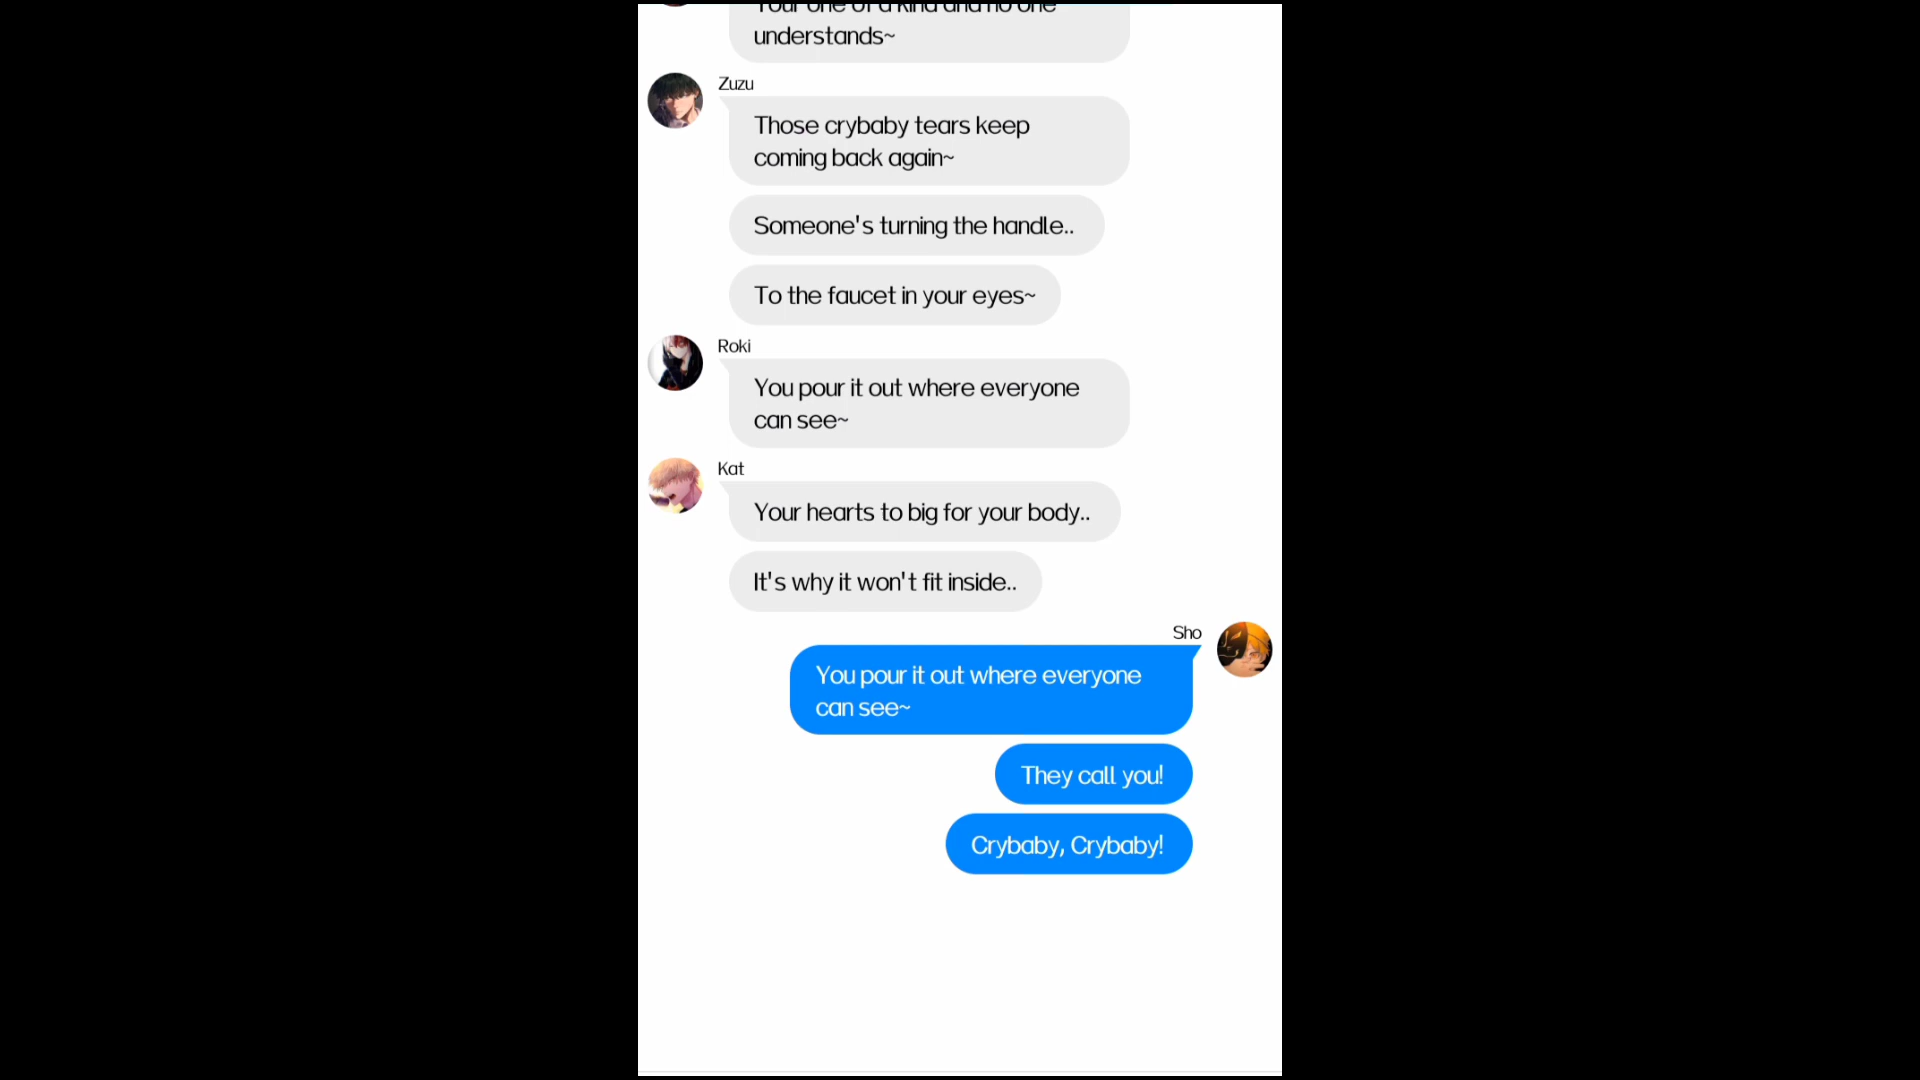 Your one of a kind and no one
understands~
Zuzu
Those crybaby tears keep
coming back again~
Someone's turning the handle..
To the faucet in your eyes~
Roki
You pour it out where everyone
can see~
Kat
Your hearts to big for your body..
It's why it won't fit inside..
Sho
You pour it out where everyone
can see~
They call you!
Crybaby, Crybaby!